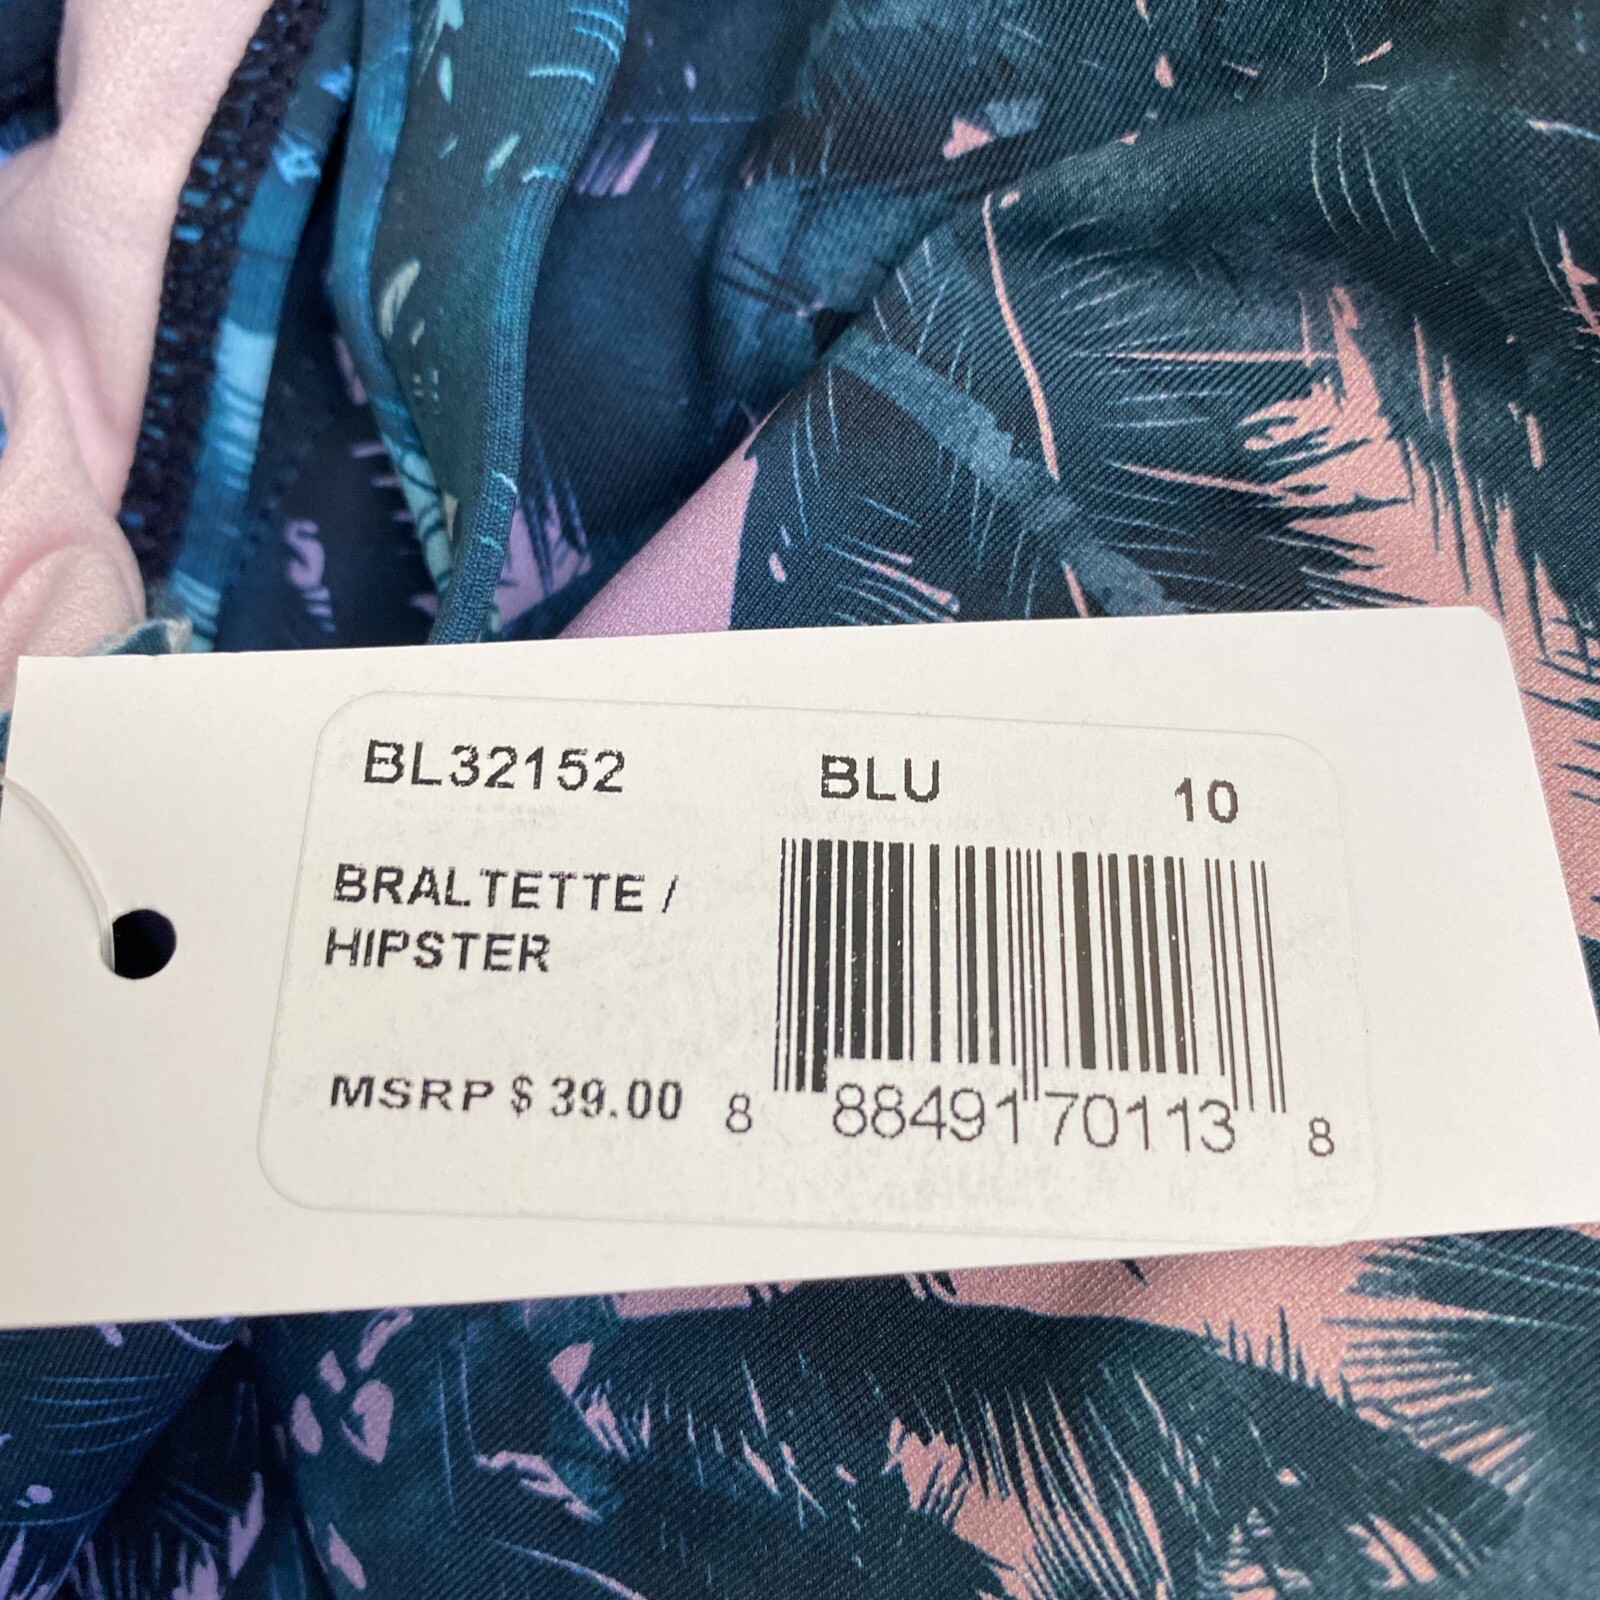 BL32152 BLU 10
BRALTETTE /
HIPSTER
MSRP $ 39.00
8 88491 70113 8